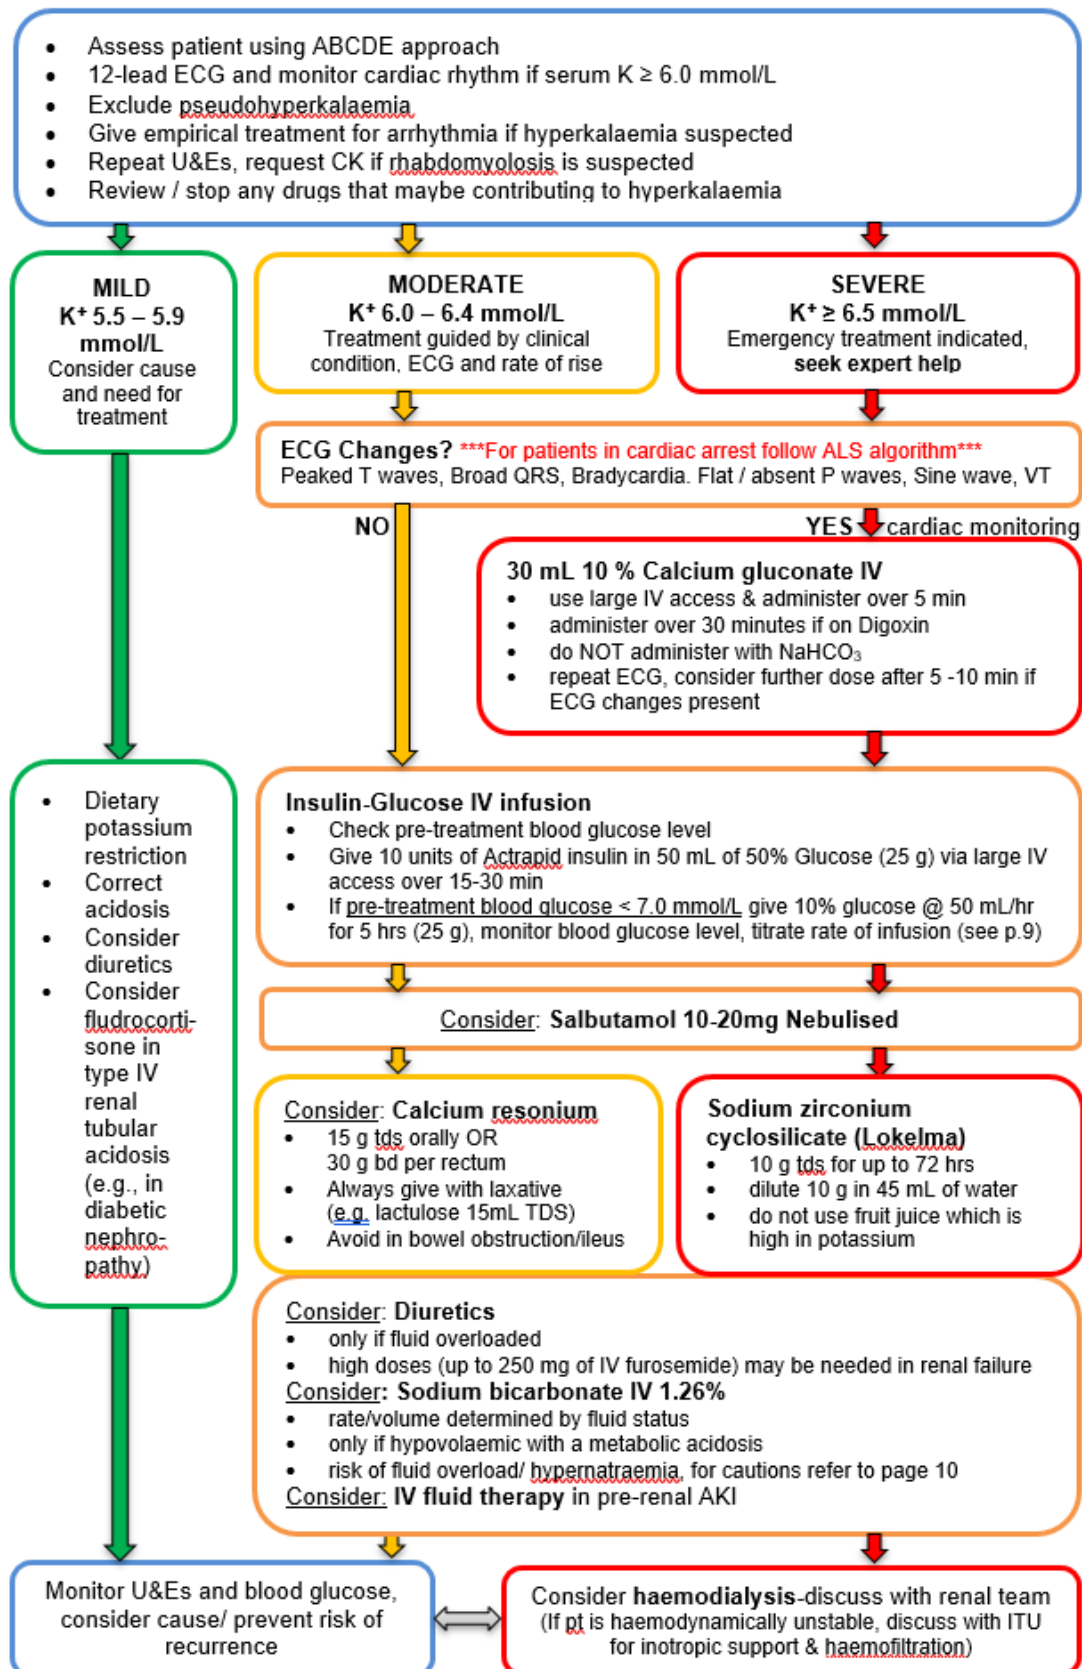 • Assess patient using ABCDE approach
• 12-lead ECG and monitor cardiac rhythm if serum K ≥ 6.0 mmol/L
• Exclude pseudohyperkalaemia
• Give empirical treatment for arrhythmia if hyperkalaemia suspected
• Repeat U&Es, request CK if rhabdomyolosis is suspected
• Review / stop any drugs that maybe contributing to hyperkalaemia
MILD
K⁺ 5.5 – 5.9
mmol/L
Consider cause
and need for
treatment
MODERATE
K⁺ 6.0 – 6.4 mmol/L
Treatment guided by clinical
condition, ECG and rate of rise
SEVERE
K⁺ ≥ 6.5 mmol/L
Emergency treatment indicated,
seek expert help
ECG Changes? ***For patients in cardiac arrest follow ALS algorithm***
Peaked T waves, Broad QRS, Bradycardia. Flat / absent P waves, Sine wave, VT
NO
YES cardiac monitoring
30 mL 10 % Calcium gluconate IV
• use large IV access & administer over 5 min
• administer over 30 minutes if on Digoxin
• do NOT administer with NaHCO₃
• repeat ECG, consider further dose after 5 -10 min if
ECG changes present
• Dietary
potassium
restriction
• Correct
acidosis
• Consider
diuretics
• Consider
fludrocorti-
sone in
type IV
renal
tubular
acidosis
(e.g., in
diabetic
nephro-
pathy)
Insulin-Glucose IV infusion
• Check pre-treatment blood glucose level
• Give 10 units of Actrapid insulin in 50 mL of 50% Glucose (25 g) via large IV
access over 15-30 min
• If pre-treatment blood glucose < 7.0 mmol/L give 10% glucose @ 50 mL/hr
for 5 hrs (25 g), monitor blood glucose level, titrate rate of infusion (see p.9)
Consider: Salbutamol 10-20mg Nebulised
Consider: Calcium resonium
• 15 g tds orally OR
30 g bd per rectum
• Always give with laxative
(e.g. lactulose 15mL TDS)
• Avoid in bowel obstruction/ileus
Sodium zirconium
cyclosilicate (Lokelma)
• 10 g tds for up to 72 hrs
• dilute 10 g in 45 mL of water
• do not use fruit juice which is
high in potassium
Consider: Diuretics
• only if fluid overloaded
• high doses (up to 250 mg of IV furosemide) may be needed in renal failure
Consider: Sodium bicarbonate IV 1.26%
• rate/volume determined by fluid status
• only if hypovolaemic with a metabolic acidosis
• risk of fluid overload/ hypernatraemia, for cautions refer to page 10
Consider: IV fluid therapy in pre-renal AKI
Monitor U&Es and blood glucose,
consider cause/ prevent risk of
recurrence
Consider haemodialysis-discuss with renal team
(If pt is haemodynamically unstable, discuss with ITU
for inotropic support & haemofiltration)